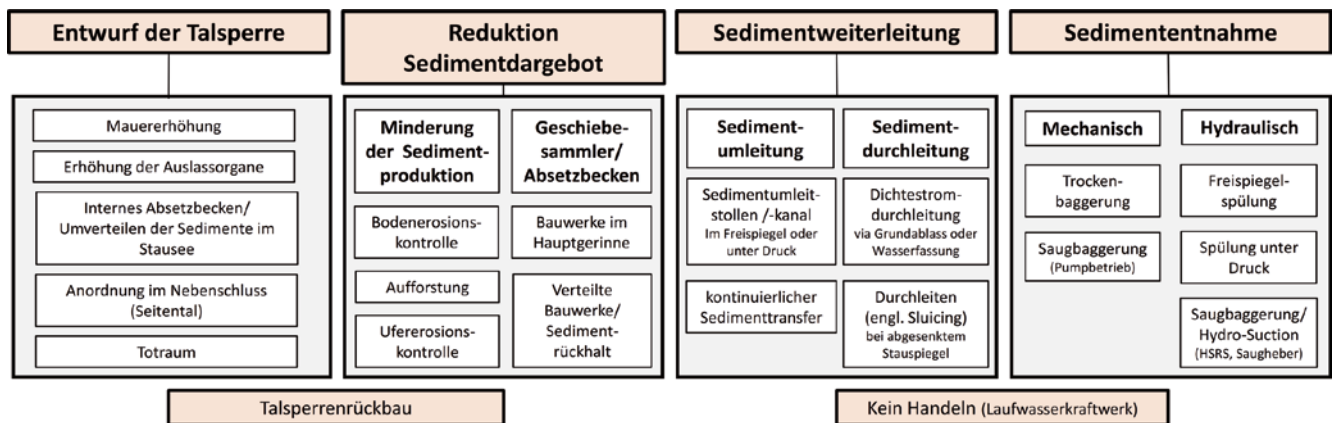 Entwurf der Talsperre
Mauererhöhung
Erhöhung der Auslassorgane
Internes Absetzbecken/
Umverteilen der Sedimente im
Stausee
Anordnung im Nebenschluss
(Seitental)
Totraum
Reduktion
Sedimentdargebot
Minderung
der Sediment-
produktion
Bodenerosions-
kontrolle
Aufforstung
Ufererosions-
kontrolle
Geschiebe-
sammler/
Absetzbecken
Bauwerke im
Hauptgerinne
Verteilte
Bauwerke/
Sediment-
rückhalt
Sedimentweiterleitung
Sediment-
umleitung
Sedimentumleit-
stollen /-kanal
Im Freispiegel oder
unter Druck
kontinuierlicher
Sedimenttransfer
Sediment-
durchleitung
Dichtestrom-
durchleitung
via Grundablass oder
Wasserfassung
Durchleiten
(engl. Sluicing)
bei abgesenktem
Stauspiegel
Sedimententnahme
Mechanisch
Trocken-
baggerung
Saugbaggerung
(Pumpbetrieb)
Hydraulisch
Freispiegel-
spülung
Spülung unter
Druck
Saugbaggerung/
Hydro-Suction
(HSRS, Saugheber)
Talsperrenrückbau
Kein Handeln (Laufwasserkraftwerk)